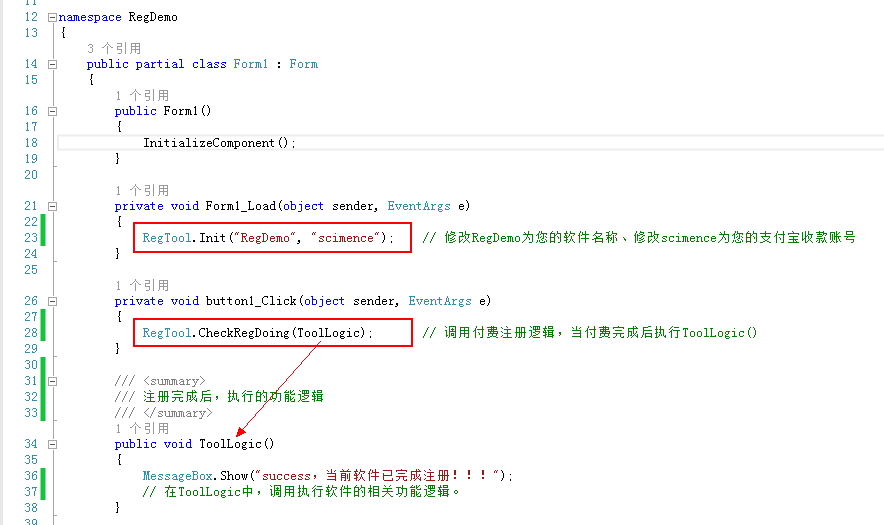 11
12 namespace RegDemo
13 {
3 个引用
14 public partial class Form1 : Form
15 {
1 个引用
16 public Form1()
17 {
18 InitializeComponent();
19 }
20
1 个引用
21 private void Form1_Load(object sender, EventArgs e)
22 {
23 RegTool.Init("RegDemo", "scimence"); // 修改RegDemo为您的软件名称、修改scimence为您的支付宝收款账号
24 }
25
1 个引用
26 private void button1_Click(object sender, EventArgs e)
27 {
28 RegTool.CheckRegDoing(ToolLogic); // 调用付费注册逻辑，当付费完成后执行ToolLogic()
29 }
30
31 /// <summary>
32 /// 注册完成后，执行的功能逻辑
33 /// </summary>
1 个引用
34 public void ToolLogic()
35 {
36 MessageBox.Show("success，当前软件已完成注册！！！");
37 // 在ToolLogic中，调用执行软件的相关功能逻辑。
38 }
39